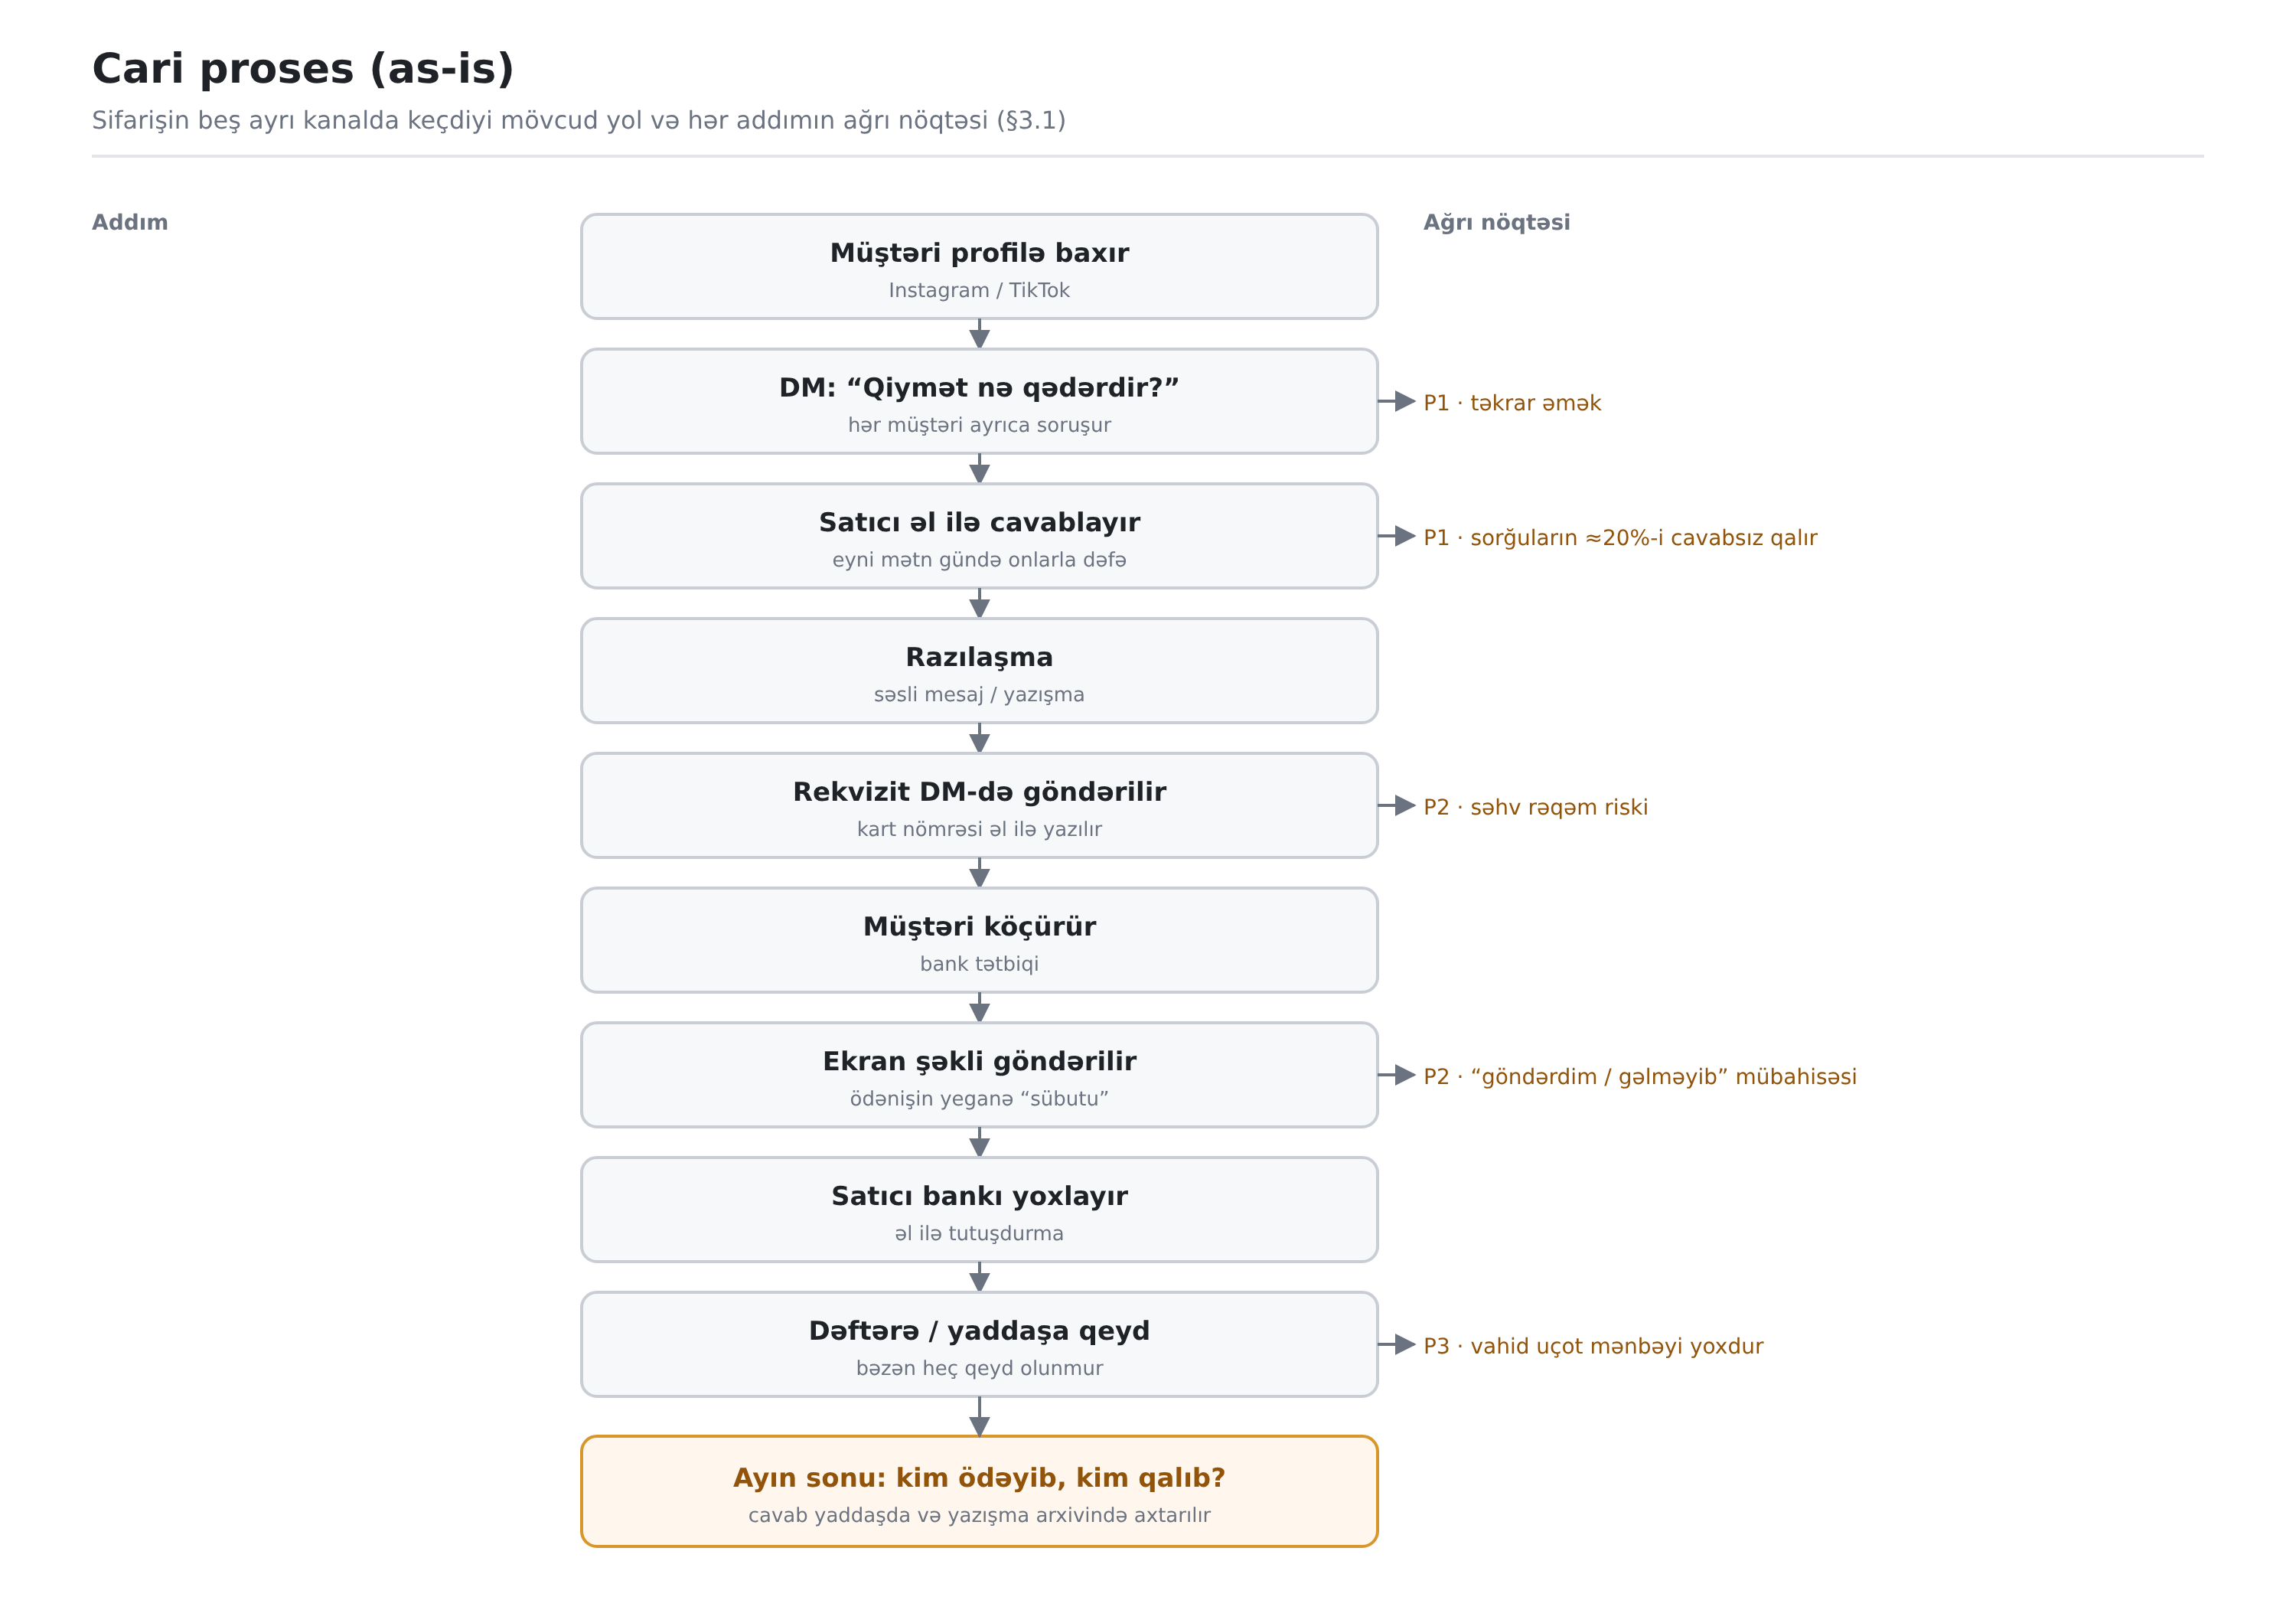 Cari proses (as-is)
Sifarişin beş ayrı kanalda keçdiyi mövcud yol və hər addımın ağrı nöqtəsi (§3.1)
Addım
Ağrı nöqtəsi
Müştəri profilə baxır
Instagram / TikTok
DM: “Qiymət nə qədərdir?”
hər müştəri ayrıca soruşur
P1 · təkrar əmək
Satıcı əl ilə cavablayır
eyni mətn gündə onlarla dəfə
P1 · sorğuların ≈20%-i cavabsız qalır
Razılaşma
səsli mesaj / yazışma
Rekvizit DM-də göndərilir
kart nömrəsi əl ilə yazılır
P2 · səhv rəqəm riski
Müştəri köçürür
bank tətbiqi
Ekran şəkli göndərilir
ödənişin yeganə “sübutu”
P2 · “göndərdim / gəlməyib” mübahisəsi
Satıcı bankı yoxlayır
əl ilə tutuşdurma
Dəftərə / yaddaşa qeyd
bəzən heç qeyd olunmur
P3 · vahid uçot mənbəyi yoxdur
Ayın sonu: kim ödəyib, kim qalıb?
cavab yaddaşda və yazışma arxivində axtarılır